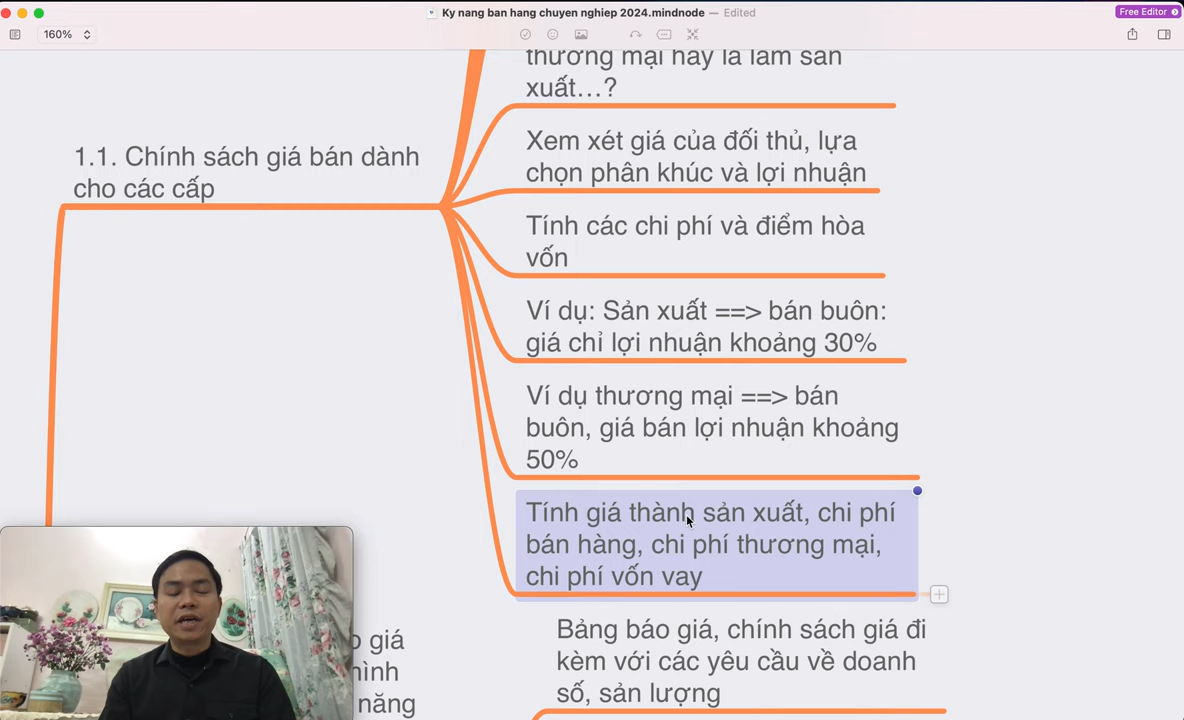 Ky nang ban hang chuyen nghiep 2024.mindnode — Edited
Free Editor
160%
thương mại hay là làm sản
xuất...?
1.1. Chính sách giá bán dành
cho các cấp
Xem xét giá của đối thủ, lựa
chọn phân khúc và lợi nhuận
Tính các chi phí và điểm hòa
vốn
Ví dụ: Sản xuất ==> bán buôn:
giá chỉ lợi nhuận khoảng 30%
Ví dụ thương mại ==> bán
buôn, giá bán lợi nhuận khoảng
50%
Tính giá thành sản xuất, chi phí
bán hàng, chi phí thương mại,
chi phí vốn vay
giá
năng
Bảng báo giá, chính sách giá đi
kèm với các yêu cầu về doanh
số, sản lượng